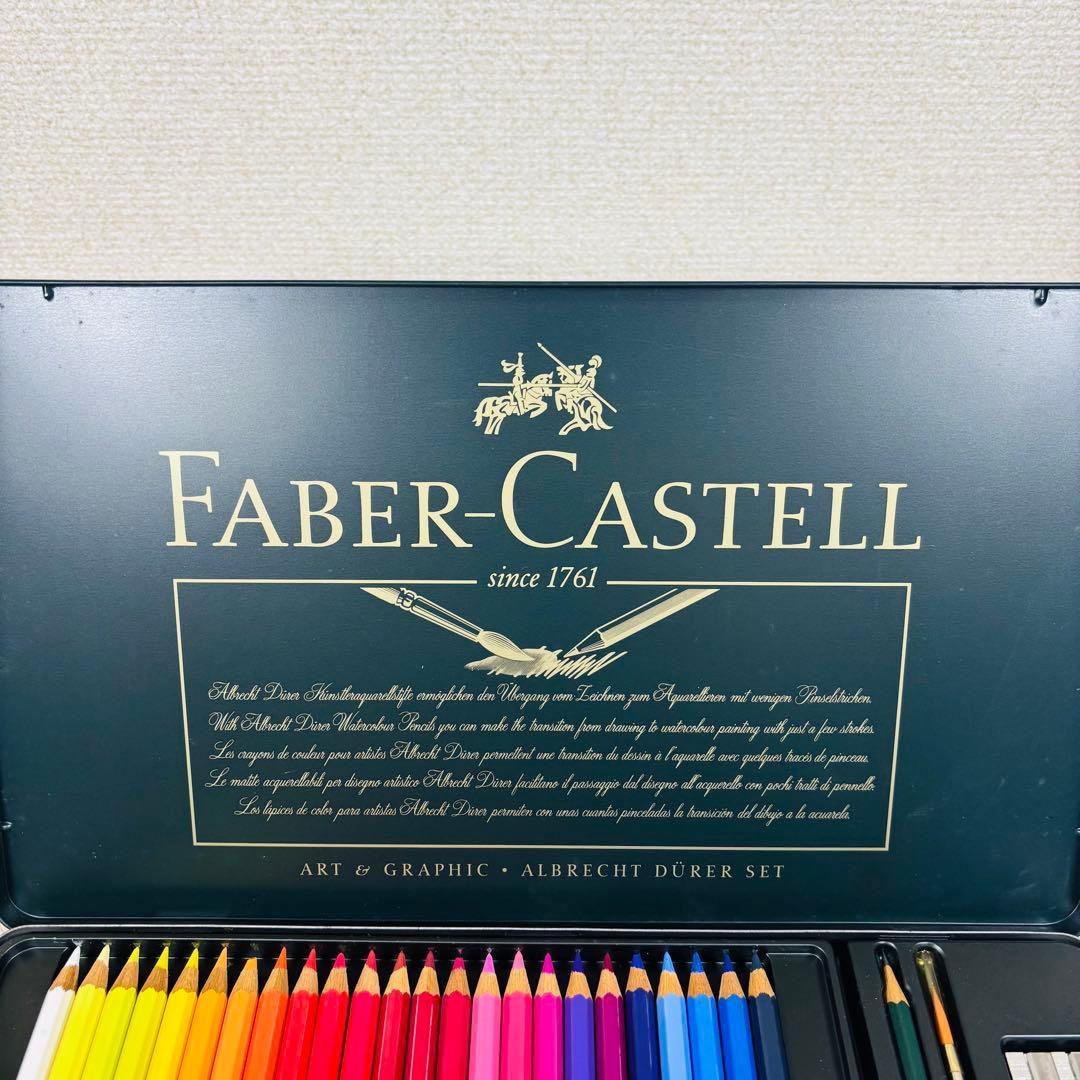 FABER-CASTELL
since 1761
Albrecht Dürer Künstleraquarellstifte ermöglichen den Übergang vom Zeichnen zum Aquarellieren mit wenigen Pinselstrichen.
With Albrecht Dürer Watercolour Pencils you can make the transition from drawing to watercolour painting with just a few strokes.
Les crayons de couleur pour artistes Albrecht Dürer permettent une transition du dessin à l'aquarelle avec quelques tracés de pinceau.
Le matite acquerellabili per disegno artistico Albrecht Dürer facilitano il passaggio dal disegno all'acquerello con pochi tratti di pennello.
Los lápices de color para artistas Albrecht Dürer permiten con unas cuantas pinceladas la transición del dibujo a la acuarela.
ART & GRAPHIC • ALBRECHT DÜRER SET